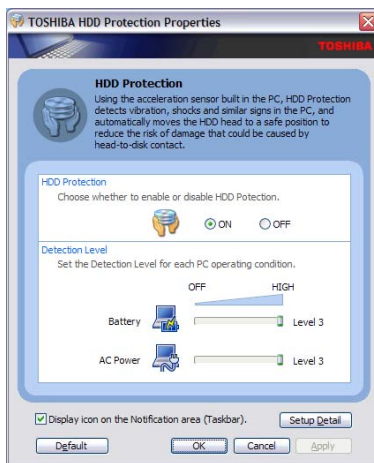 TOSHIBA HDD Protection Properties
TOSHIBA
HDD Protection
Using the acceleration sensor built in the PC, HDD Protection
detects vibration, shocks and similar signs in the PC, and
automatically moves the HDD head to a safe position to
reduce the risk of damage that could be caused by
head-to-disk contact.
HDD Protection
Choose whether to enable or disable HDD Potection.
ON OFF
Detection Level
Set the Detection Level for each PC operating condition.
OFF HIGH
Battery Level 3
AC Power Level 3
Display icon on the Notification area (Taskbar). Setup Detail
Default OK Cancel Apply